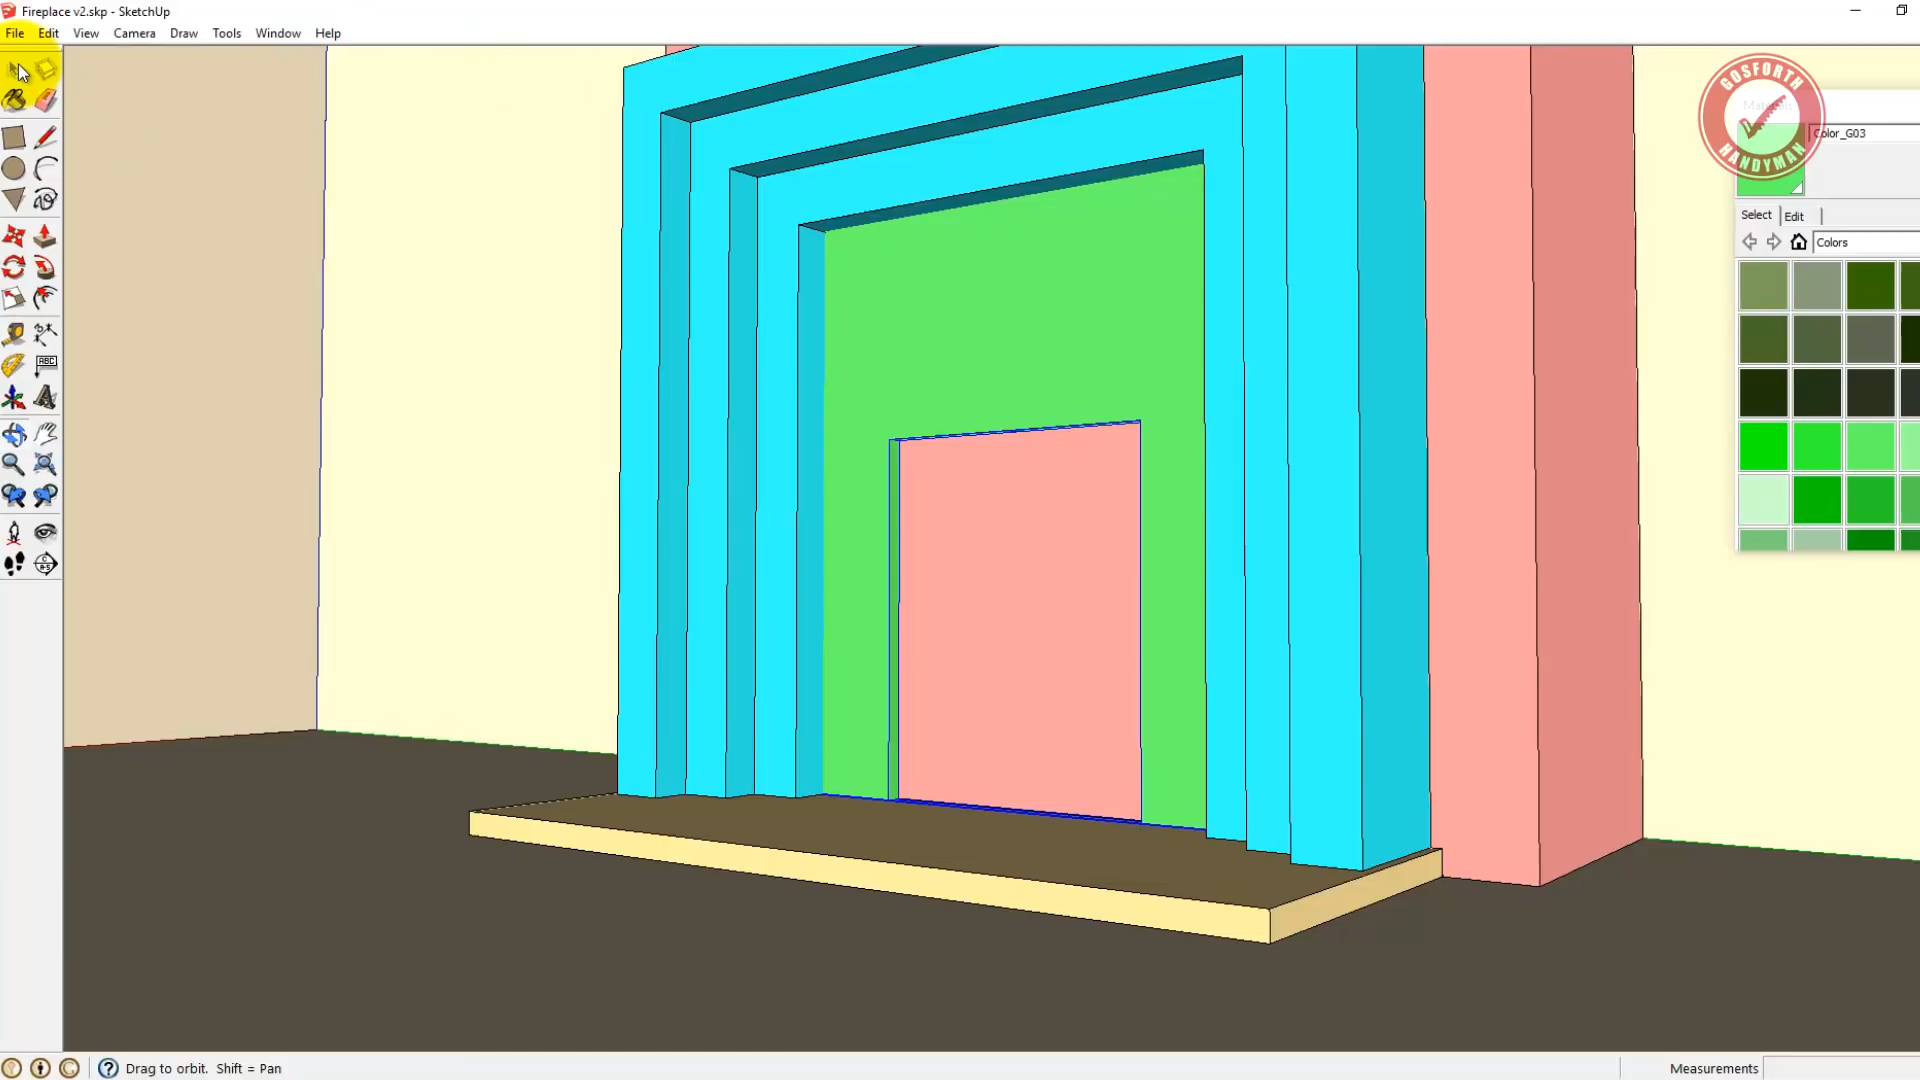 Fireplace v2.skp - SketchUp
File Edit View Camera Draw Tools Window Help
GOSFORTH
HANDYMAN
Color_G03
Select Edit
Colors
ABC
A
Drag to orbit. Shift = Pan
Measurements